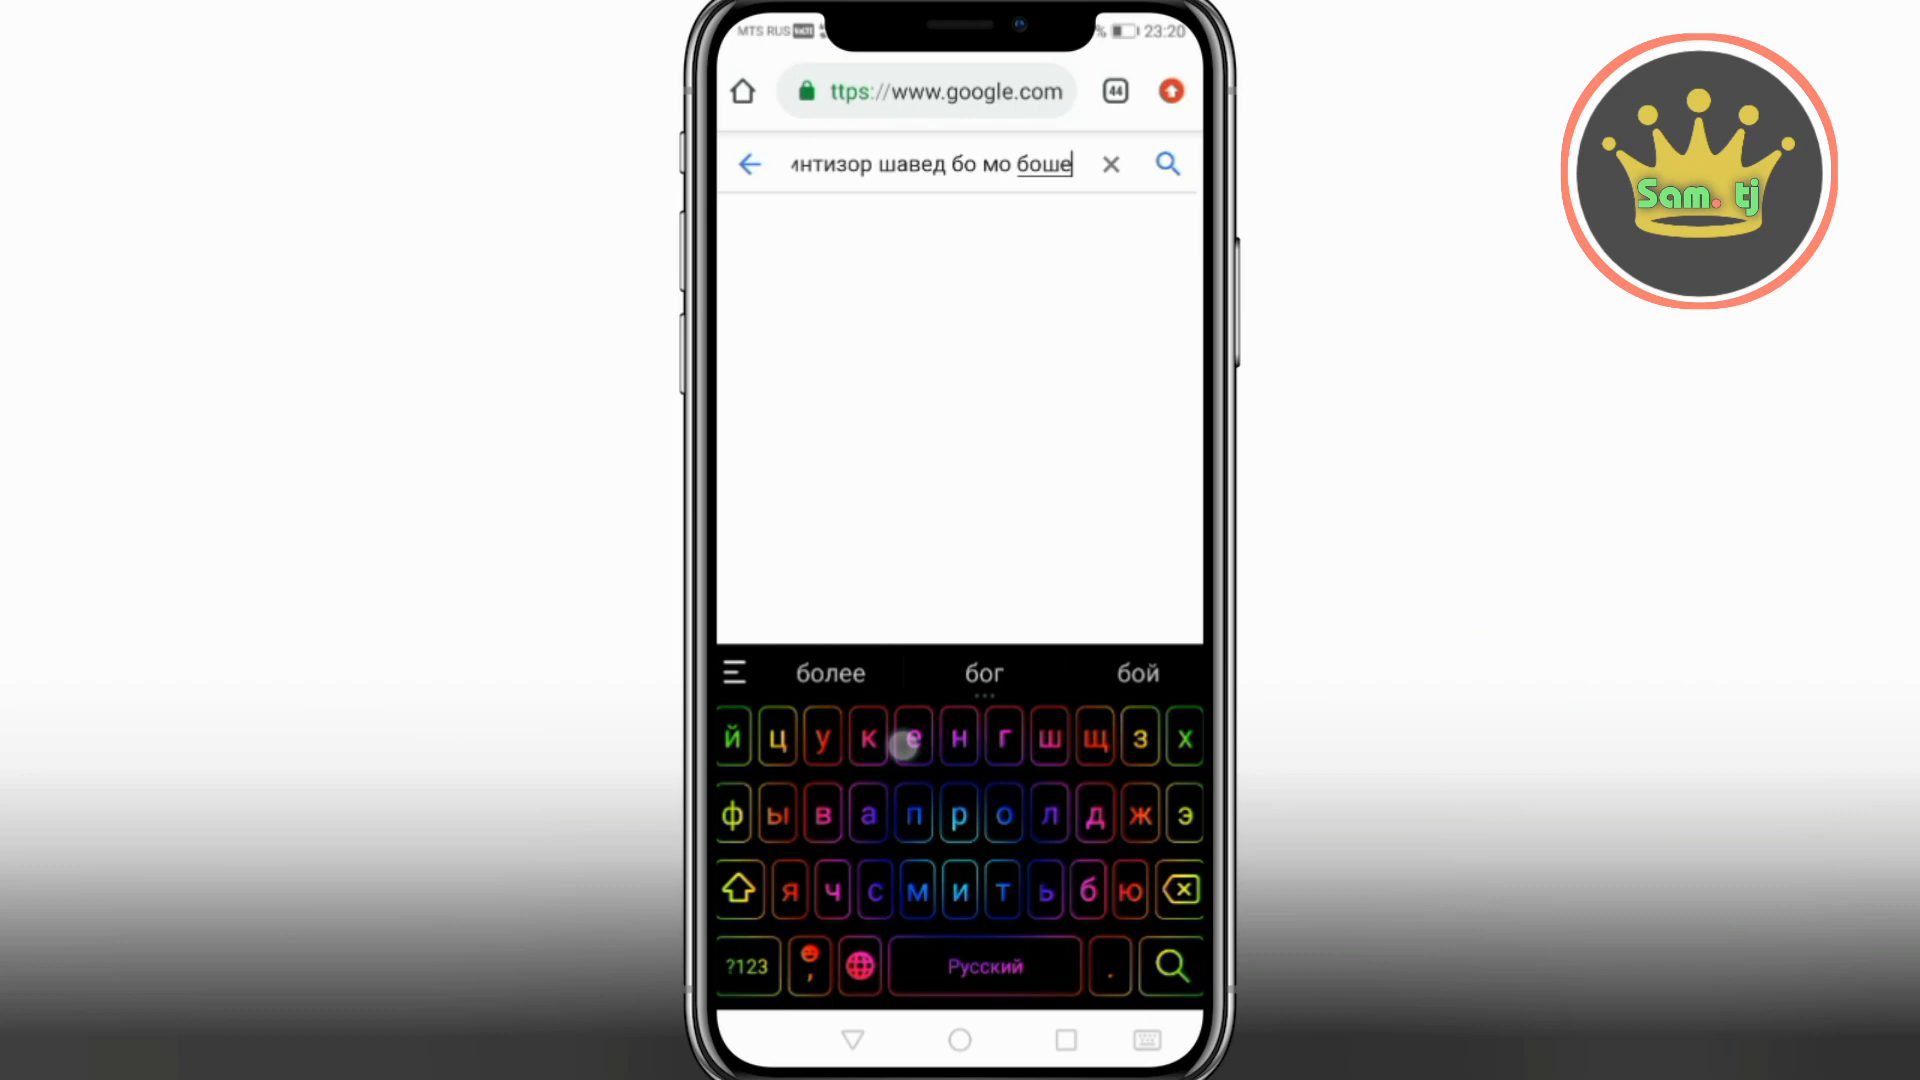 MTS RUS 23:20
ttps://www.google.com 44
интизор шавед бо мо боше
Sam. tj
более бог бой
й ц у к е н г ш щ з х
ф ы в а п р о л д ж э
я ч с м и т ь б ю
?123 , Русский .